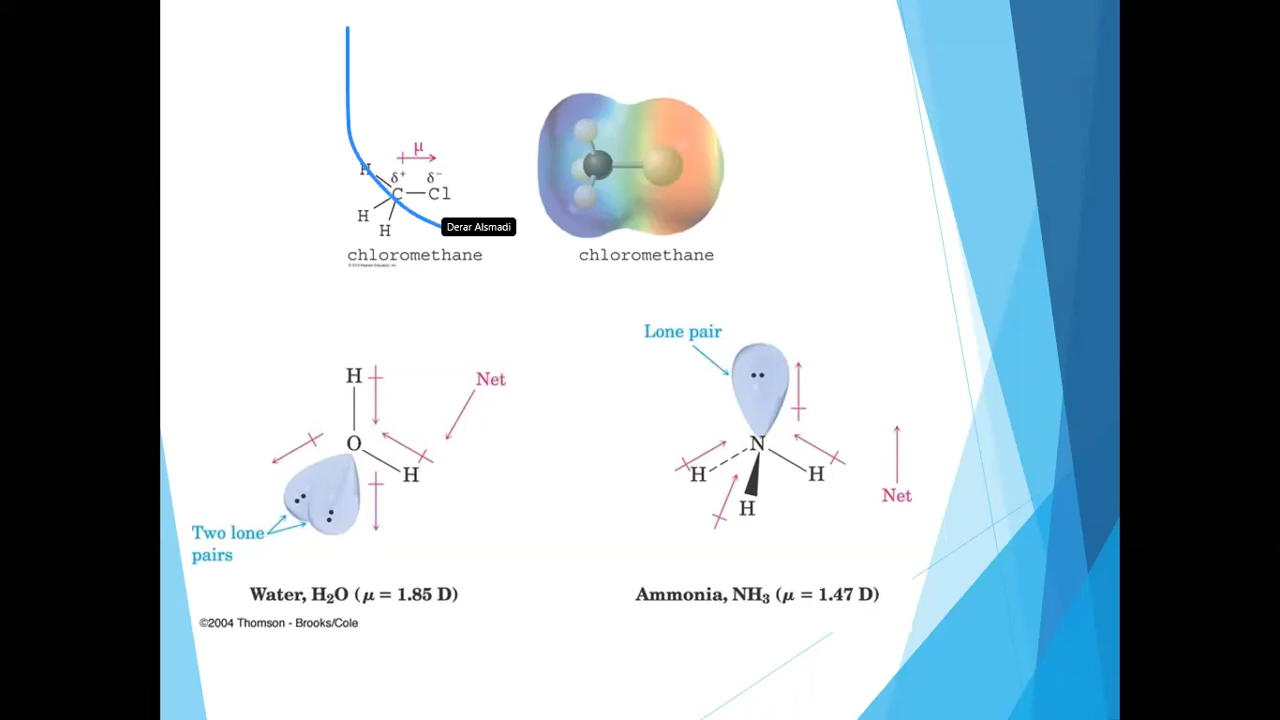 μ
H
δ⁺
δ⁻
C
Cl
H
H
Derar Alsmadi
chloromethane
chloromethane
Lone pair
H
Net
O
H
Two lone
pairs
N
H
H
H
Net
Water, H₂O (μ = 1.85 D)
Ammonia, NH₃ (μ = 1.47 D)
©2004 Thomson - Brooks/Cole